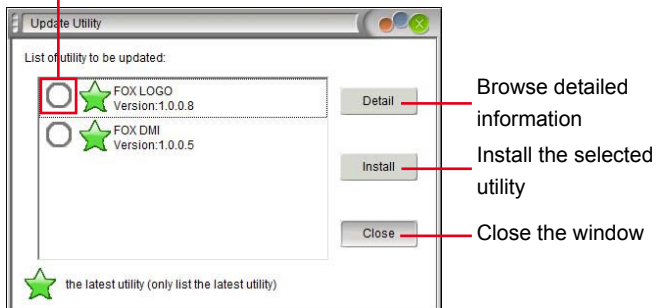 Update Utility
List of utility to be updated:
FOX LOGO
Version:1.0.0.8
FOX DMI
Version:1.0.0.5
Detail
Install
Close
Browse detailed
information
Install the selected
utility
Close the window
the latest utility (only list the latest utility)